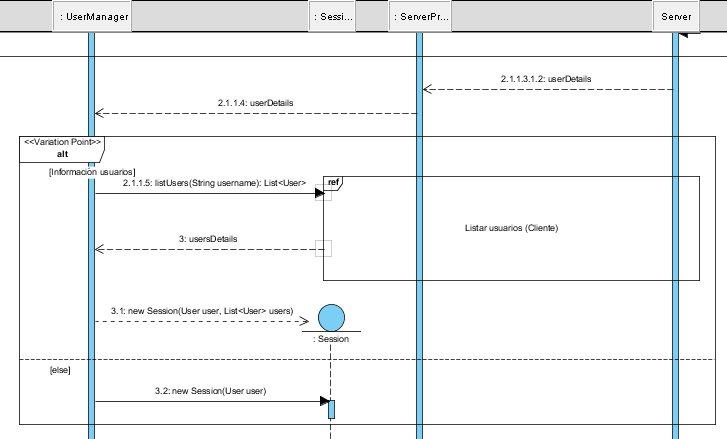 : UserManager
: Sessi...
: ServerPr...
Server
2.1.1.3.1.2: userDetails
2.1.1.4: userDetails
<<Variation Point>>
alt
[Información usuarios]
2.1.1.5: listUsers(String username): List<User>
ref
Listar usuarios (Cliente)
3: usersDetails
3.1: new Session(User user, List<User> users)
: Session
[else]
3.2: new Session(User user)